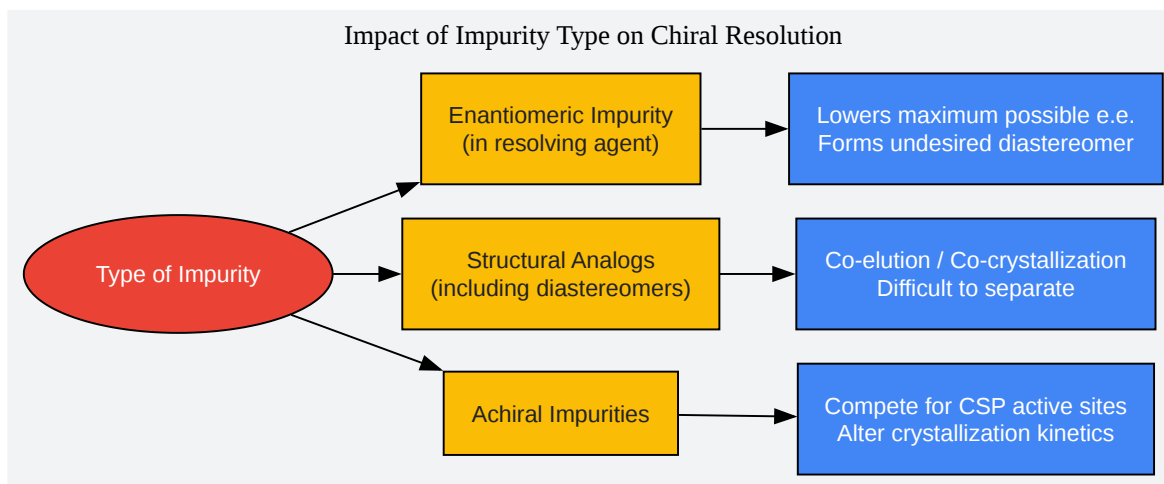 Impact of Impurity Type on Chiral Resolution
Type of Impurity
Enantiomeric Impurity
(in resolving agent)
Lowers maximum possible e.e.
Forms undesired diastereomer
Structural Analogs
(including diastereomers)
Co-elution / Co-crystallization
Difficult to separate
Achiral Impurities
Compete for CSP active sites
Alter crystallization kinetics